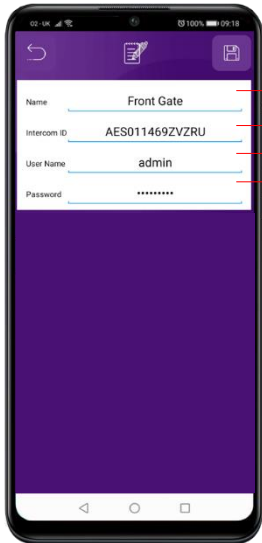 02-UK 100% 09:18
Name Front Gate
Intercom ID AES011469ZVZRU
User Name admin
Password •••••••••